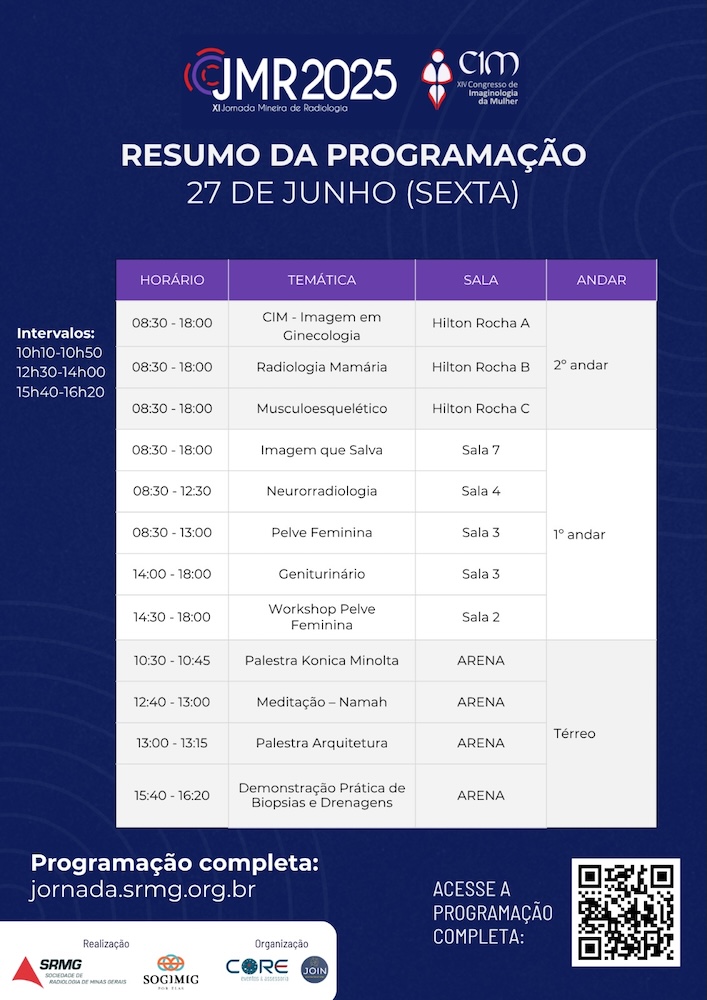 JMR2025
XI Jornada Mineira de Radiologia
CIM
XIV Congresso de
Imaginologia
da Mulher
RESUMO DA PROGRAMAÇÃO
27 DE JUNHO (SEXTA)
Intervalos:
10h10-10h50
12h30-14h00
15h40-16h20
HORÁRIO TEMÁTICA SALA ANDAR
08:30 - 18:00 CIM - Imagem em Hilton Rocha A
Ginecologia
08:30 - 18:00 Radiologia Mamária Hilton Rocha B 2º andar
08:30 - 18:00 Musculoesquelético Hilton Rocha C
08:30 - 18:00 Imagem que Salva Sala 7
08:30 - 12:30 Neurorradiologia Sala 4
08:30 - 13:00 Pelve Feminina Sala 3 1º andar
14:00 - 18:00 Geniturinário Sala 3
14:30 - 18:00 Workshop Pelve Sala 2
Feminina
10:30 - 10:45 Palestra Konica Minolta ARENA
12:40 - 13:00 Meditação – Namah ARENA
13:00 - 13:15 Palestra Arquitetura ARENA Térreo
15:40 - 16:20 Demonstração Prática de ARENA
Biopsias e Drenagens
Programação completa:
jornada.srmg.org.br
ACESSE A
PROGRAMAÇÃO
COMPLETA:
Realização
SRMG
SOCIEDADE DE
RADIOLOGIA DE MINAS GERAIS
SOGIMIG
POR ELAS
Organização
CORE
eventos & assessoria
JOIN